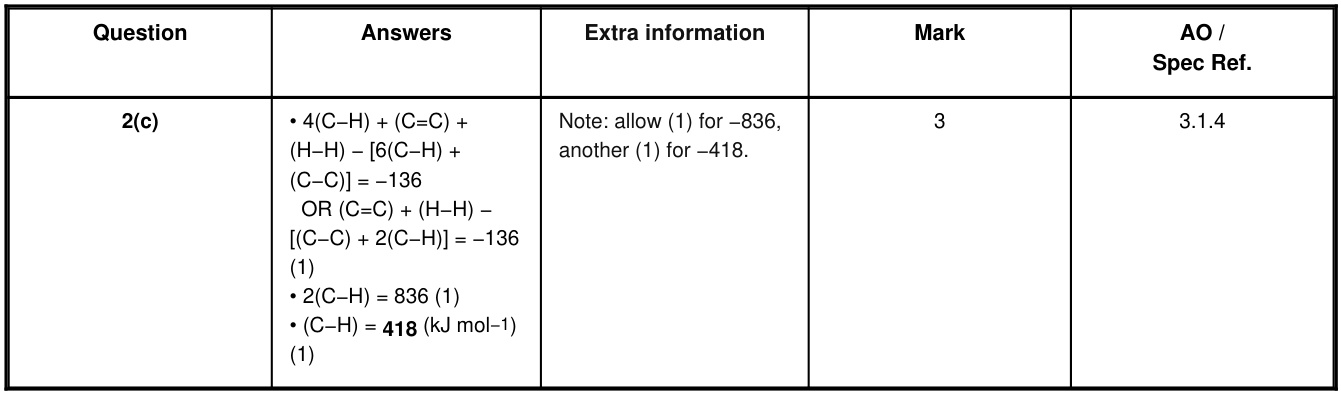 Question
Answers
Extra information
Mark
AO /
Spec Ref.
2(c)
• 4(C–H) + (C=C) +
(H–H) – [6(C–H) +
(C–C)] = –136
OR (C=C) + (H–H) –
[(C–C) + 2(C–H)] = –136
(1)
• 2(C–H) = 836 (1)
• (C–H) = 418 (kJ mol–1)
(1)
Note: allow (1) for –836,
another (1) for –418.
3
3.1.4